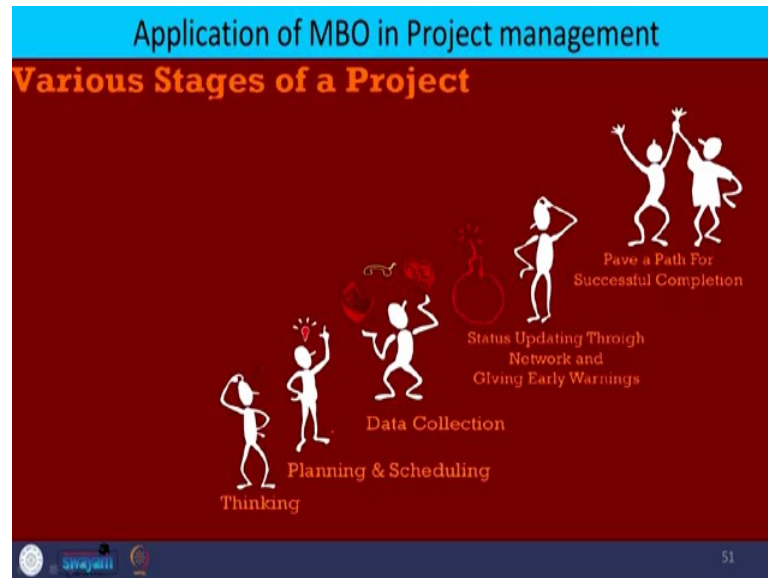 Application of MBO in Project management
Various Stages of a Project
Pave a Path For
Successful Completion
Status Updating Throigh
Network and
GIving Early Warnings
Data Collection
Planning & Scheduling
Thinking
swayam
51